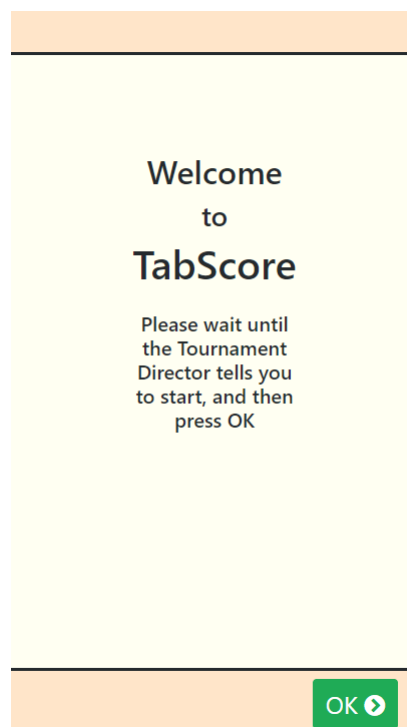 Welcome
to
TabScore
Please wait until
the Tournament
Director tells you
to start, and then
press OK
OK